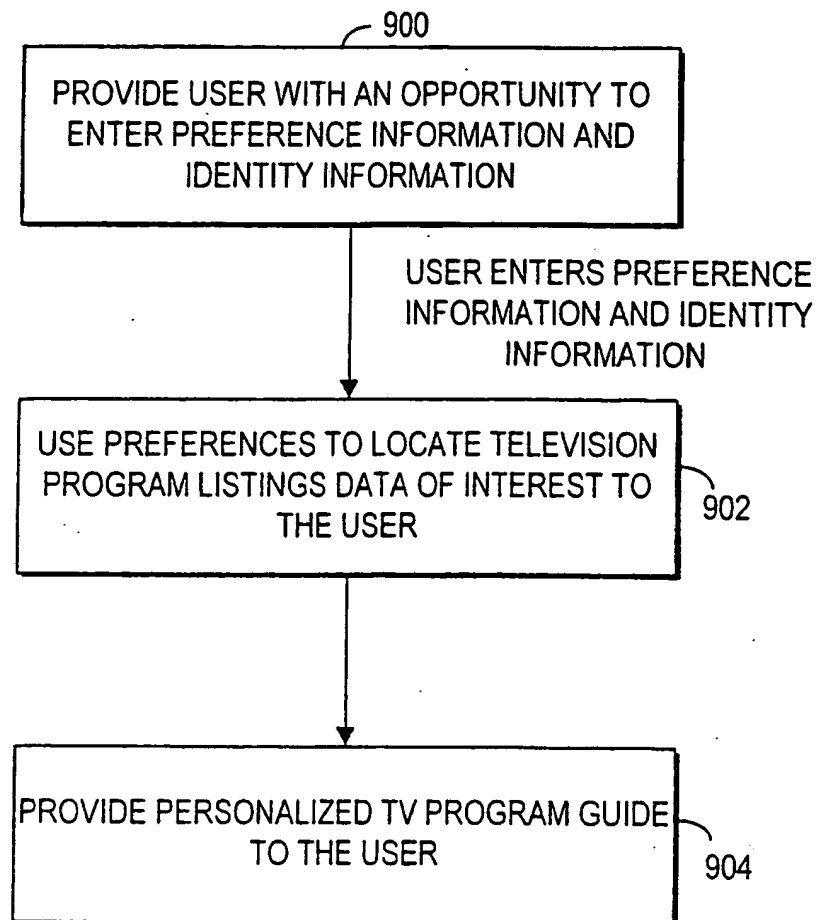 900
PROVIDE USER WITH AN OPPORTUNITY TO
ENTER PREFERENCE INFORMATION AND
IDENTITY INFORMATION
USER ENTERS PREFERENCE
INFORMATION AND IDENTITY
INFORMATION
USE PREFERENCES TO LOCATE TELEVISION
PROGRAM LISTINGS DATA OF INTEREST TO
THE USER
902
PROVIDE PERSONALIZED TV PROGRAM GUIDE
TO THE USER
904